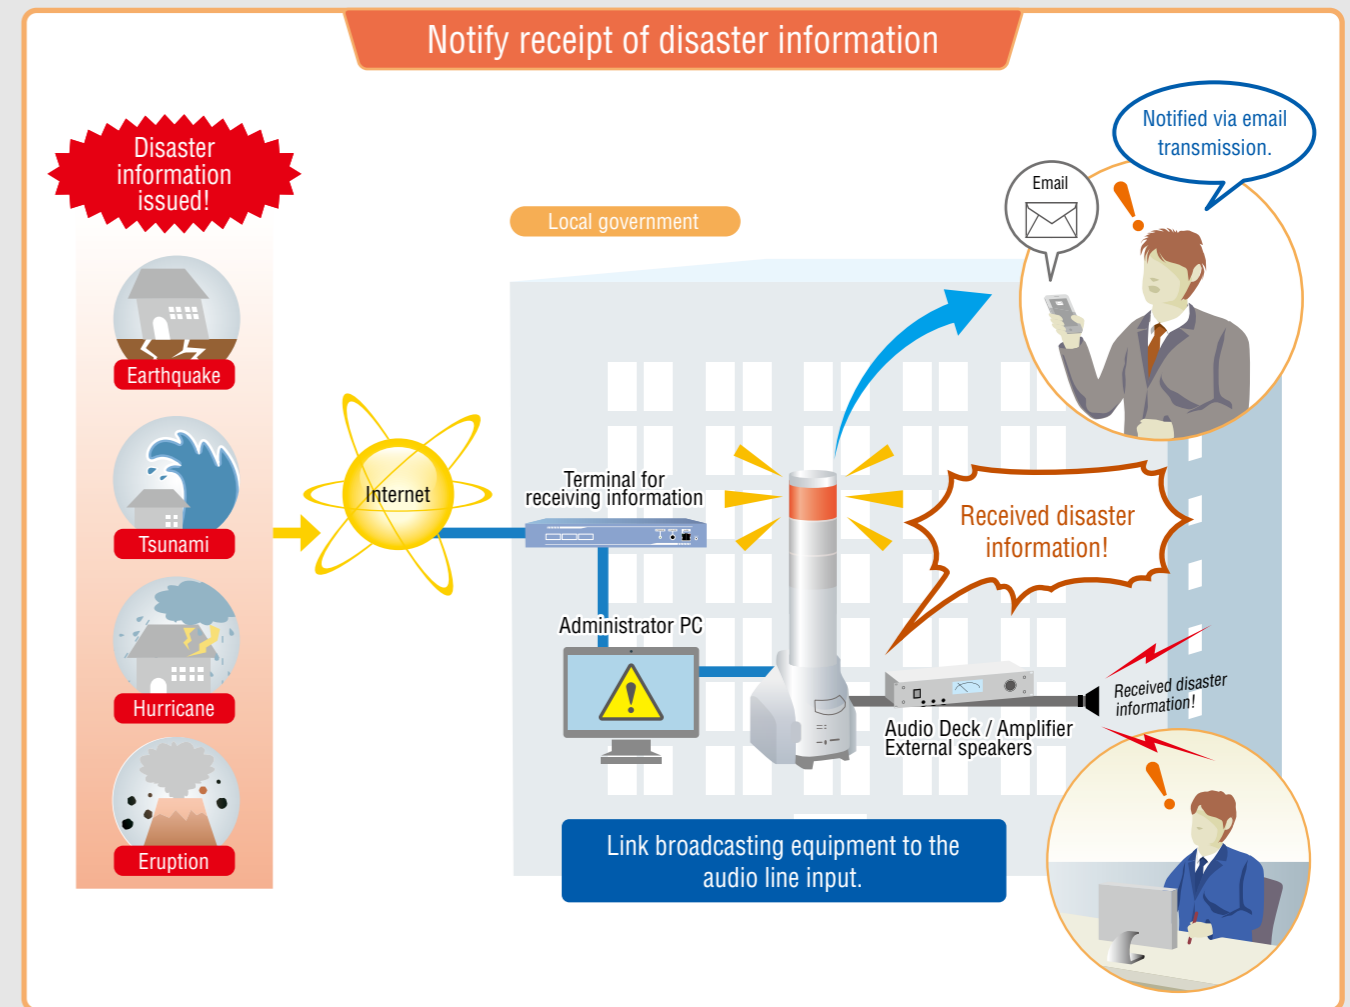 Notify receipt of disaster information
Disaster
information
issued!
Earthquake
Tsunami
Hurricane
Eruption
Internet
Local government
Terminal for
receiving information
Administrator PC
Email
Notified via email
transmission.
Received disaster
information!
Audio Deck / Amplifier
External speakers
Received disaster
information!
Link broadcasting equipment to the
audio line input.